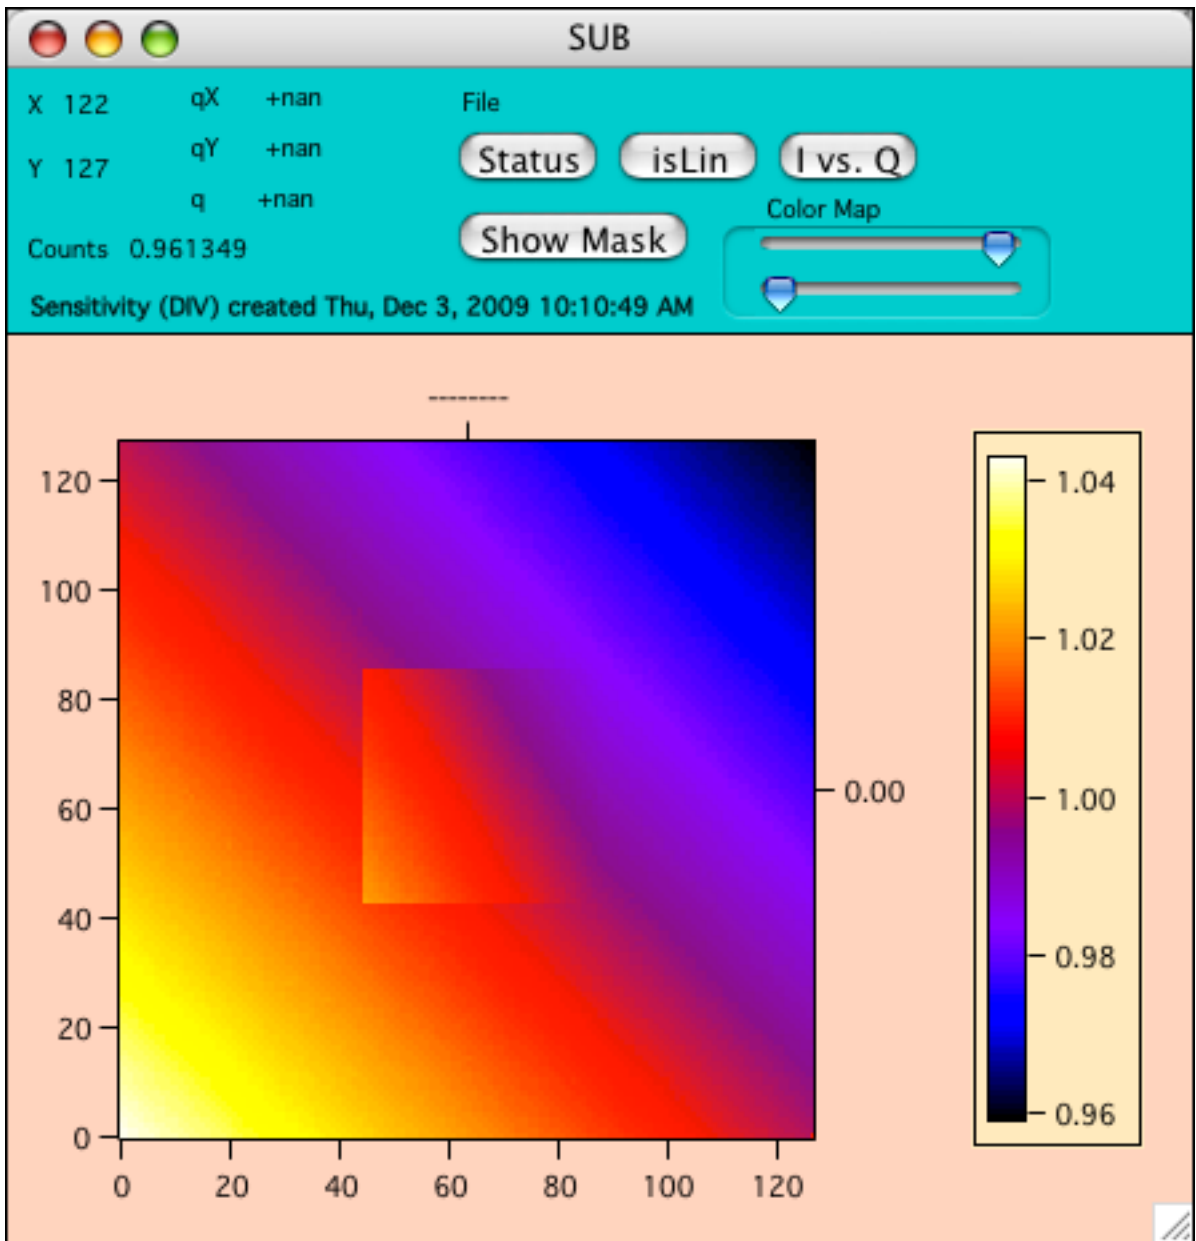 SUB
X 122
qX +nan
File
Y 127
qY +nan
Status
isLin
I vs. Q
q +nan
Color Map
Counts 0.961349
Show Mask
Sensitivity (DIV) created Thu, Dec 3, 2009 10:10:49 AM
--------
120
100
80
60
40
20
0
0 20 40 60 80 100 120
0.00
1.04
1.02
1.00
0.98
0.96